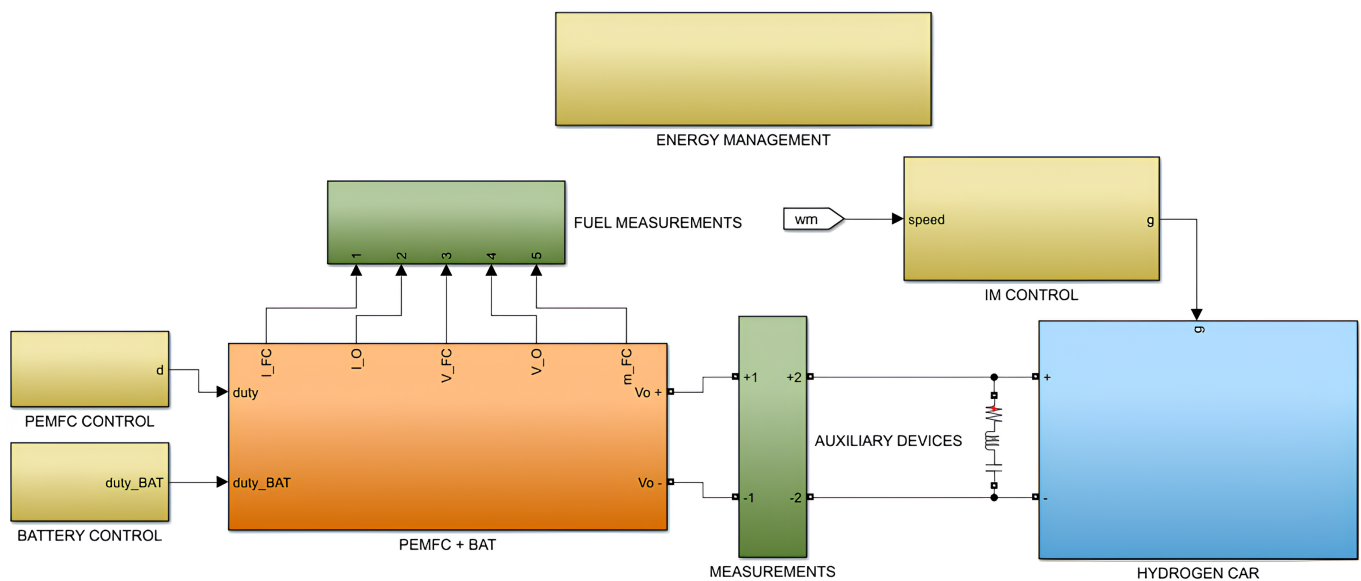 ENERGY MANAGEMENT
FUEL MEASUREMENTS
1 2 3 4 5
wm
speed
g
IM CONTROL
g
d
PEMFC CONTROL
duty_BAT
BATTERY CONTROL
I_FC I_O V_FC V_O m_FC
duty
Vo +
duty_BAT
Vo -
PEMFC + BAT
+1 +2
-1 -2
MEASUREMENTS
AUXILIARY DEVICES
+
-
HYDROGEN CAR